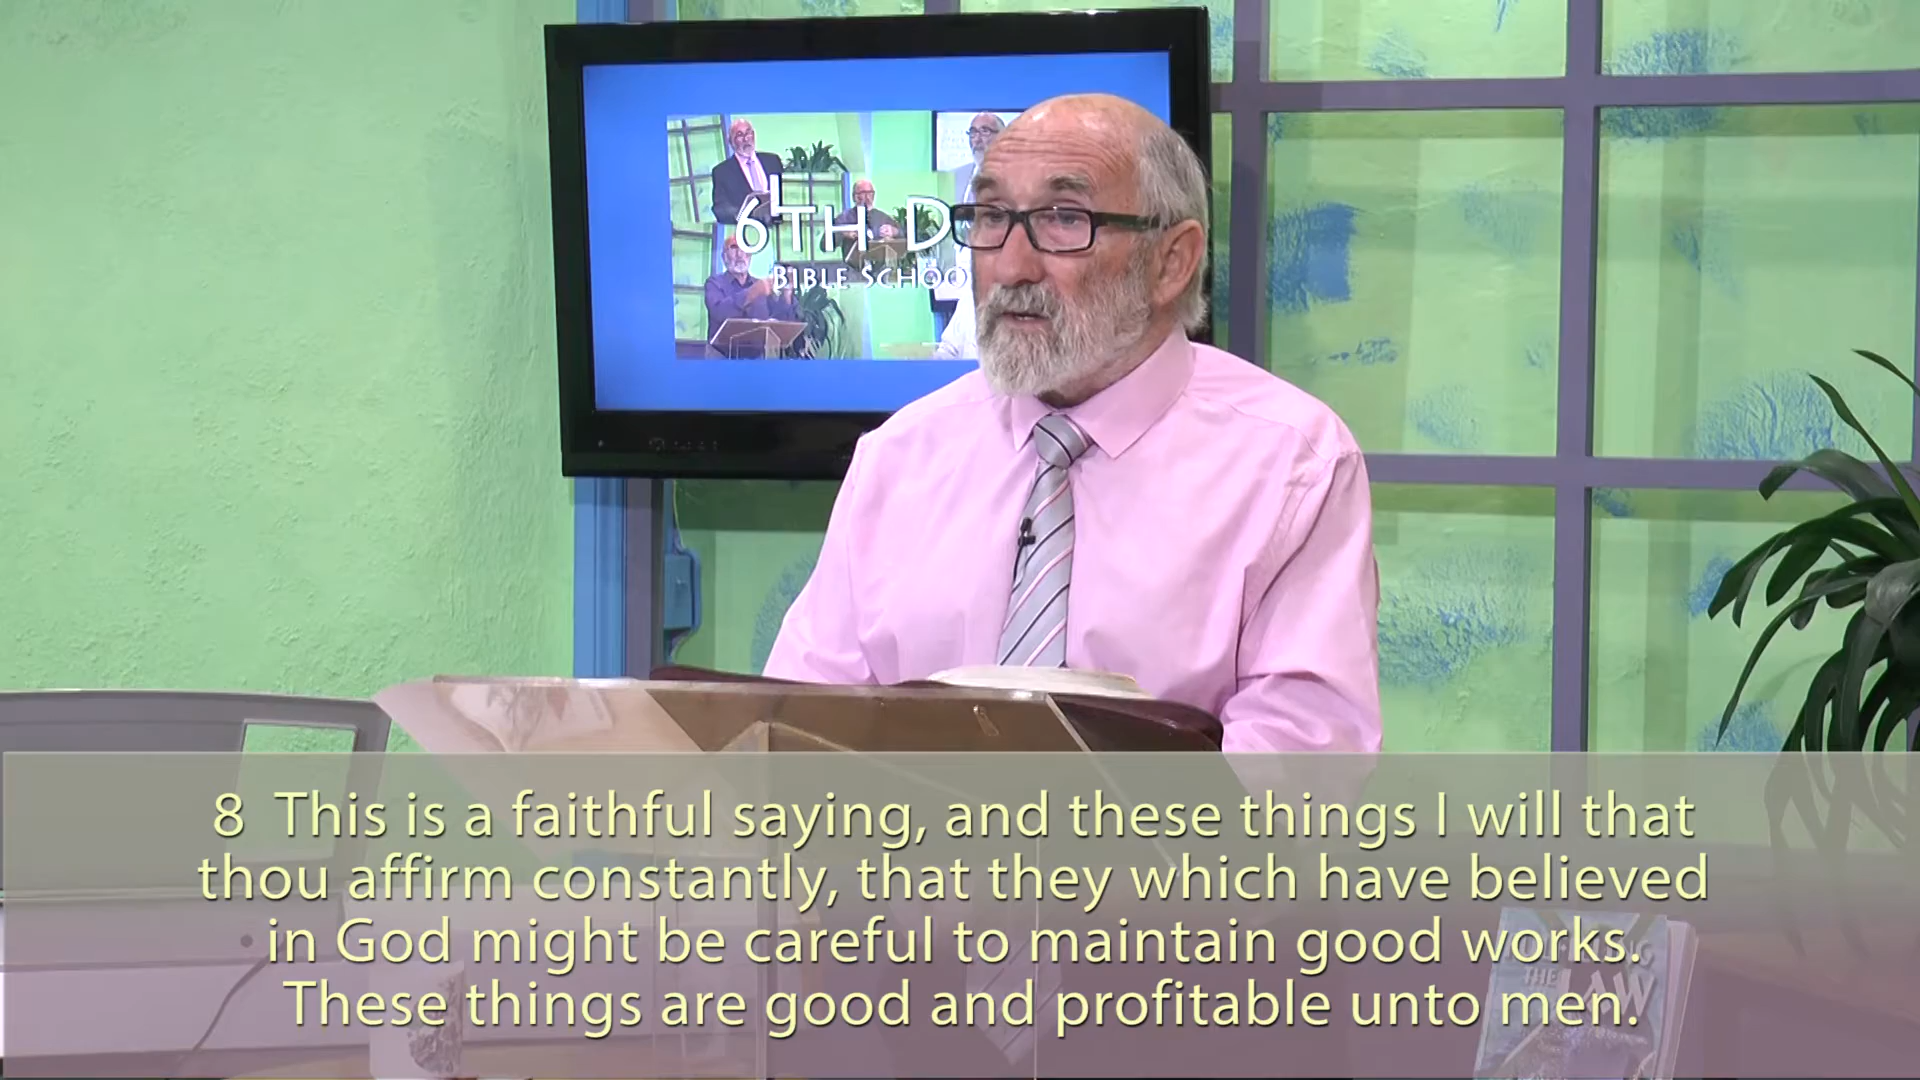 6TH D
BIBLE SCHOO
8 This is a faithful saying, and these things I will that
thou affirm constantly, that they which have believed
in God might be careful to maintain good works.
These things are good and profitable unto men.
THE
LAW